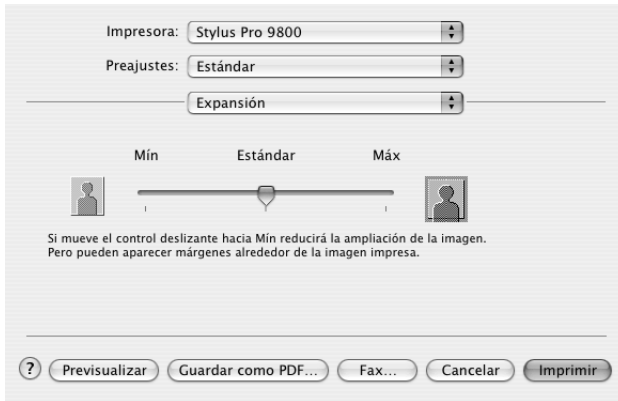 Impresora: Stylus Pro 9800
Preajustes: Estándar
Expansión
Mín Estándar Máx
Si mueve el control deslizante hacia Mín reducirá la ampliación de la imagen.
Pero pueden aparecer márgenes alrededor de la imagen impresa.
? Previsualizar Guardar como PDF... Fax... Cancelar Imprimir